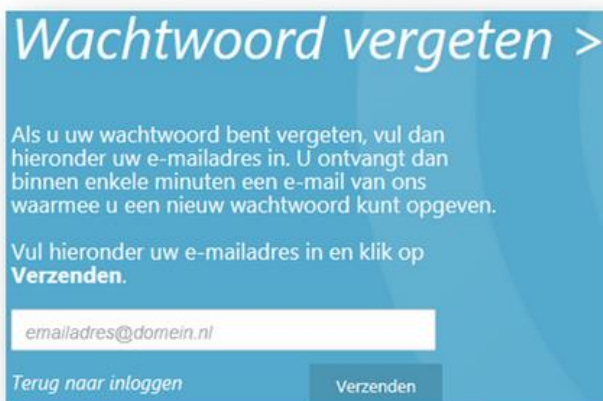 Wachtwoord vergeten >
Als u uw wachtwoord bent vergeten, vul dan
hieronder uw e-mailadres in. U ontvangt dan
binnen enkele minuten een e-mail van ons
waarmee u een nieuw wachtwoord kunt opgeven.
Vul hieronder uw e-mailadres in en klik op
Verzenden.
emailadres@domein.nl
Terug naar inloggen
Verzenden